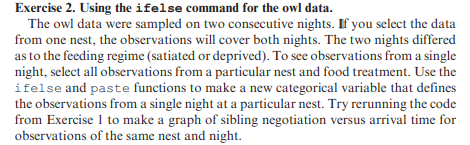 Exercise 2. Using the ifelse command for the owl data.
The owl data were sampled on two consecutive nights. If you select the data
from one nest, the observations will cover both nights. The two nights differed
as to the feeding regime (satiated or deprived). To see observations from a single
night, select all observations from a particular nest and food treatment. Use the
ifelse and paste functions to make a new categorical variable that defines
the observations from a single night at a particular nest. Try rerunning the code
from Exercise 1 to make a graph of sibling negotiation versus arrival time for
observations of the same nest and night.